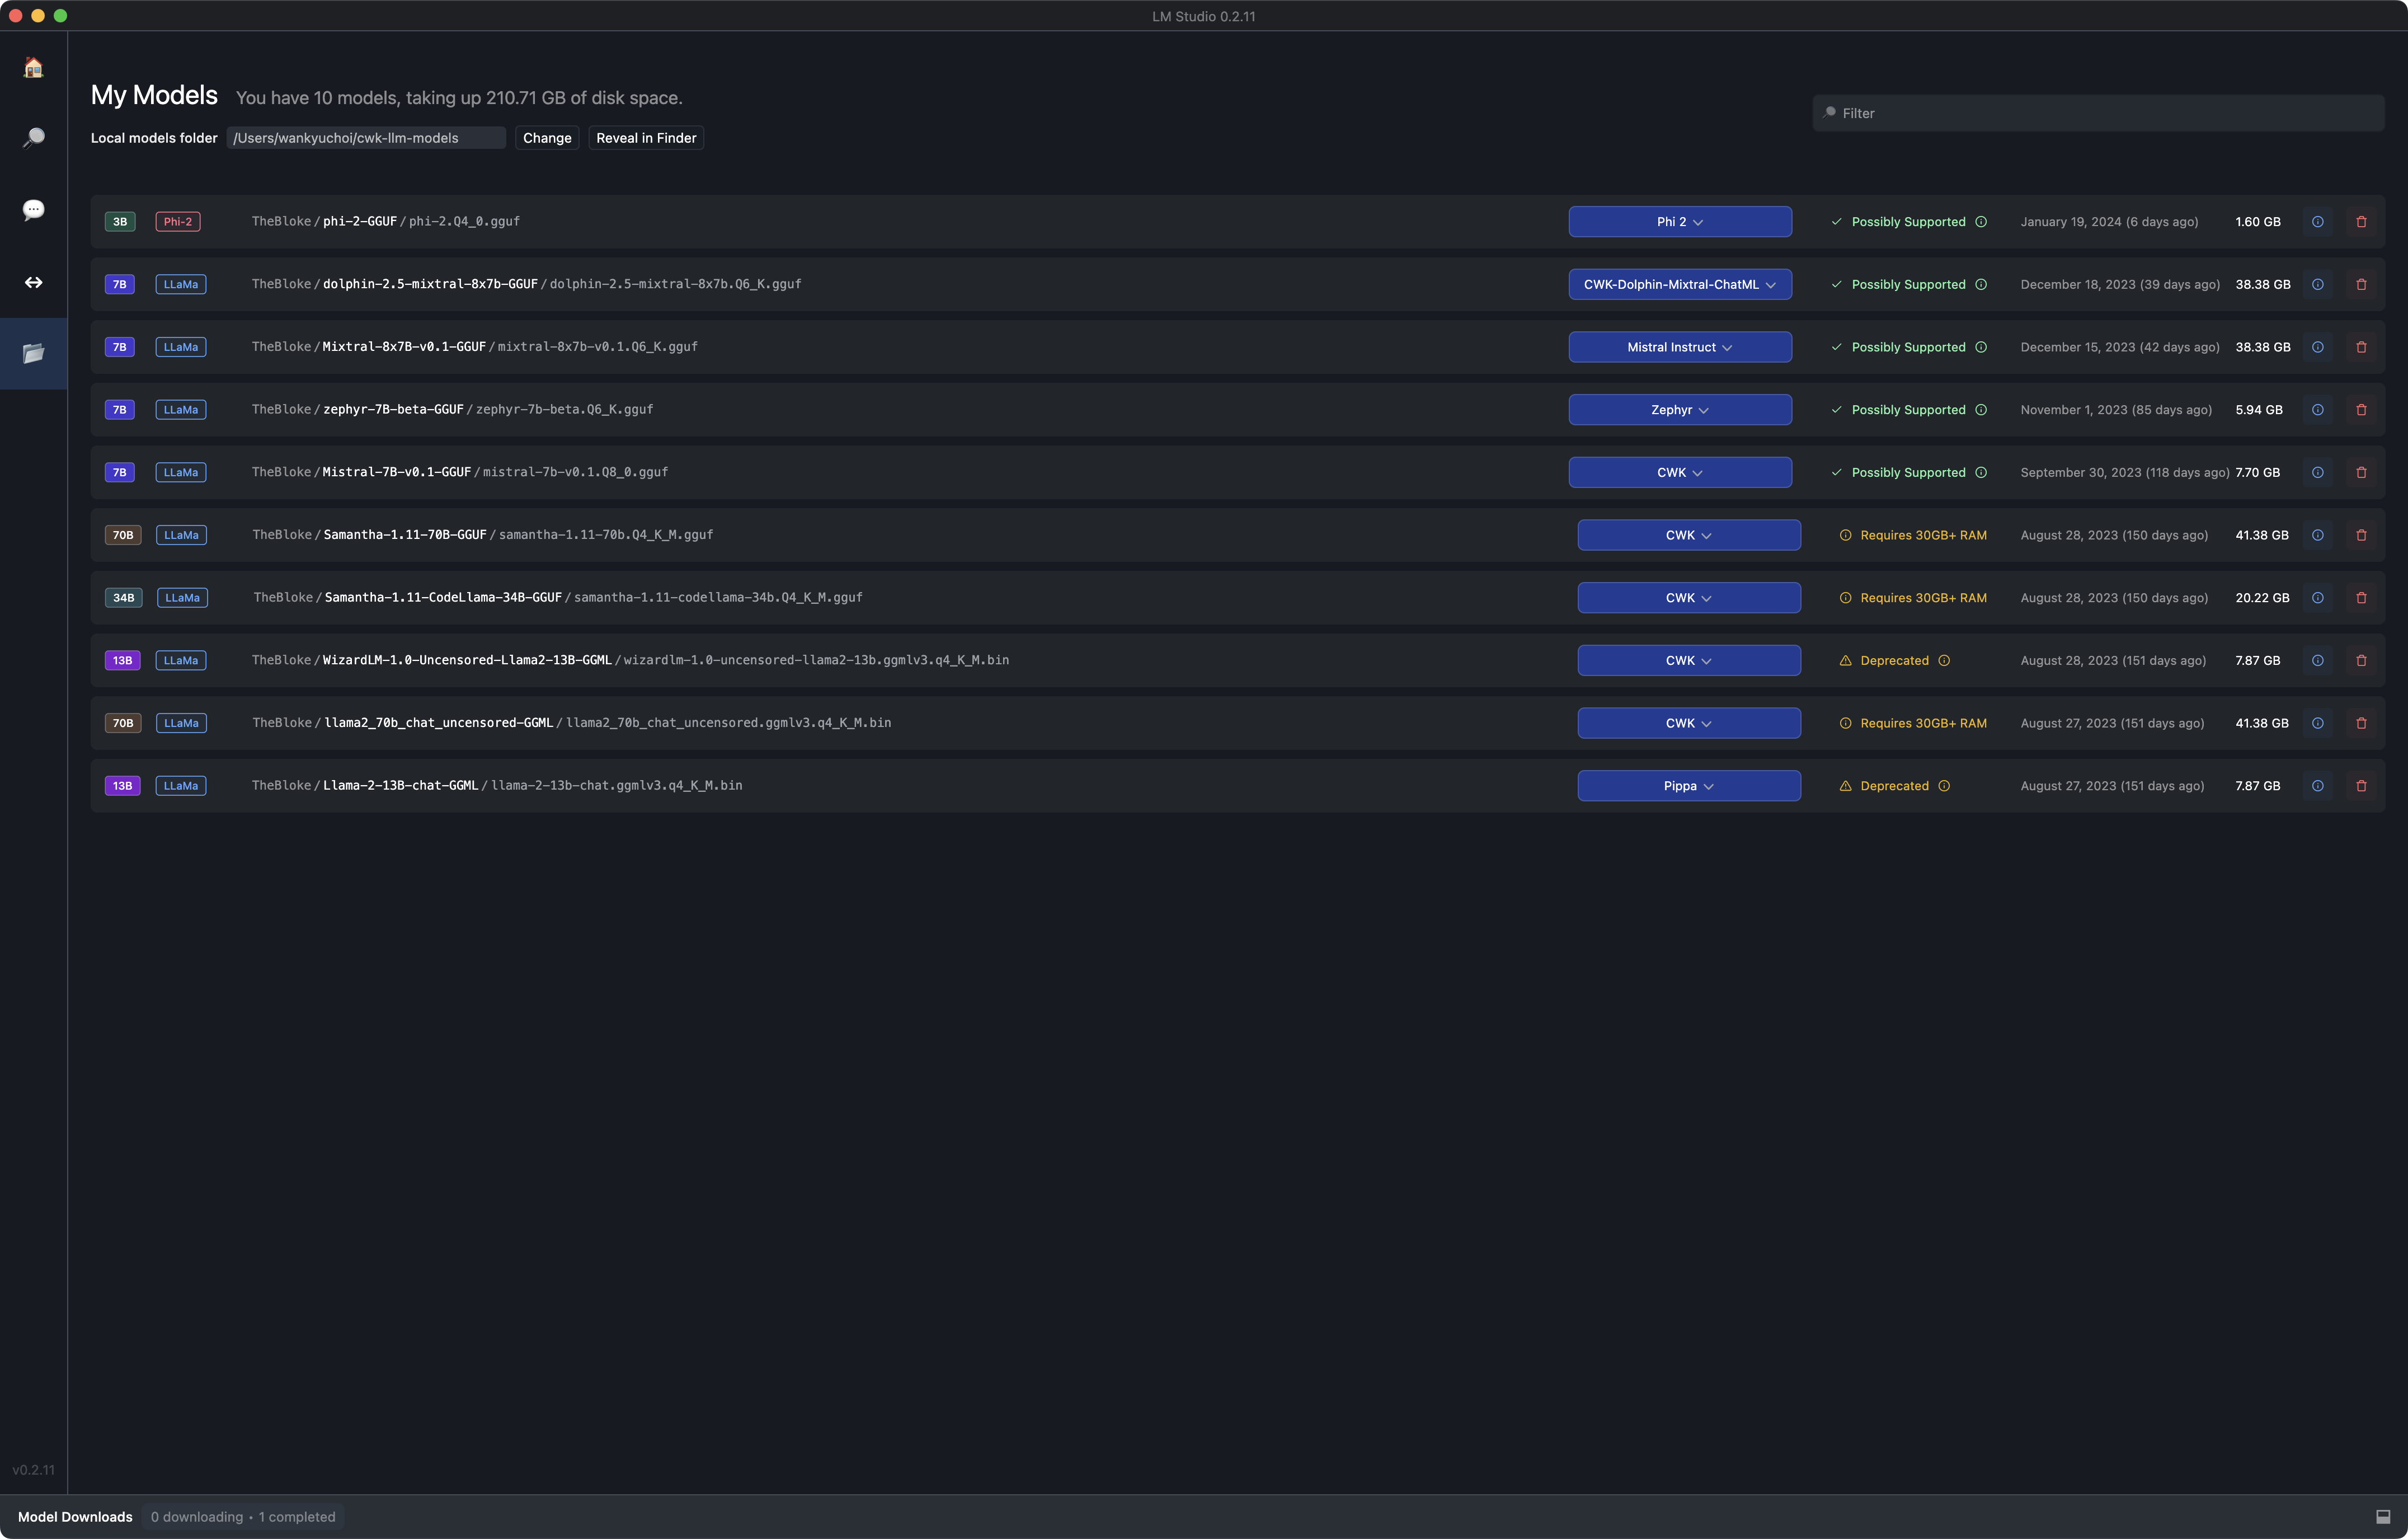 LM Studio 0.2.11
My Models You have 10 models, taking up 210.71 GB of disk space.
Filter
Local models folder /Users/wankyuchoi/cwk-llm-models Change Reveal in Finder
3B Phi-2 TheBloke/phi-2-GGUF/phi-2.Q4_0.gguf Phi 2 Possibly Supported January 19, 2024 (6 days ago) 1.60 GB
7B LLaMa TheBloke/dolphin-2.5-mixtral-8x7b-GGUF/dolphin-2.5-mixtral-8x7b.Q6_K.gguf CWK-Dolphin-Mixtral-ChatML Possibly Supported December 18, 2023 (39 days ago) 38.38 GB
7B LLaMa TheBloke/Mixtral-8x7B-v0.1-GGUF/mixtral-8x7b-v0.1.Q6_K.gguf Mistral Instruct Possibly Supported December 15, 2023 (42 days ago) 38.38 GB
7B LLaMa TheBloke/zephyr-7B-beta-GGUF/zephyr-7b-beta.Q6_K.gguf Zephyr Possibly Supported November 1, 2023 (85 days ago) 5.94 GB
7B LLaMa TheBloke/Mistral-7B-v0.1-GGUF/mistral-7b-v0.1.Q8_0.gguf CWK Possibly Supported September 30, 2023 (118 days ago) 7.70 GB
70B LLaMa TheBloke/Samantha-1.11-70B-GGUF/samantha-1.11-70b.Q4_K_M.gguf CWK Requires 30GB+ RAM August 28, 2023 (150 days ago) 41.38 GB
34B LLaMa TheBloke/Samantha-1.11-CodeLlama-34B-GGUF/samantha-1.11-codellama-34b.Q4_K_M.gguf CWK Requires 30GB+ RAM August 28, 2023 (150 days ago) 20.22 GB
13B LLaMa TheBloke/WizardLM-1.0-Uncensored-Llama2-13B-GGML/wizardlm-1.0-uncensored-llama2-13b.ggmlv3.q4_K_M.bin CWK Deprecated August 28, 2023 (151 days ago) 7.87 GB
70B LLaMa TheBloke/llama2_70b_chat_uncensored-GGML/llama2_70b_chat_uncensored.ggmlv3.q4_K_M.bin CWK Requires 30GB+ RAM August 27, 2023 (151 days ago) 41.38 GB
13B LLaMa TheBloke/Llama-2-13B-chat-GGML/llama-2-13b-chat.ggmlv3.q4_K_M.bin Pippa Deprecated August 27, 2023 (151 days ago) 7.87 GB
v0.2.11
Model Downloads 0 downloading • 1 completed